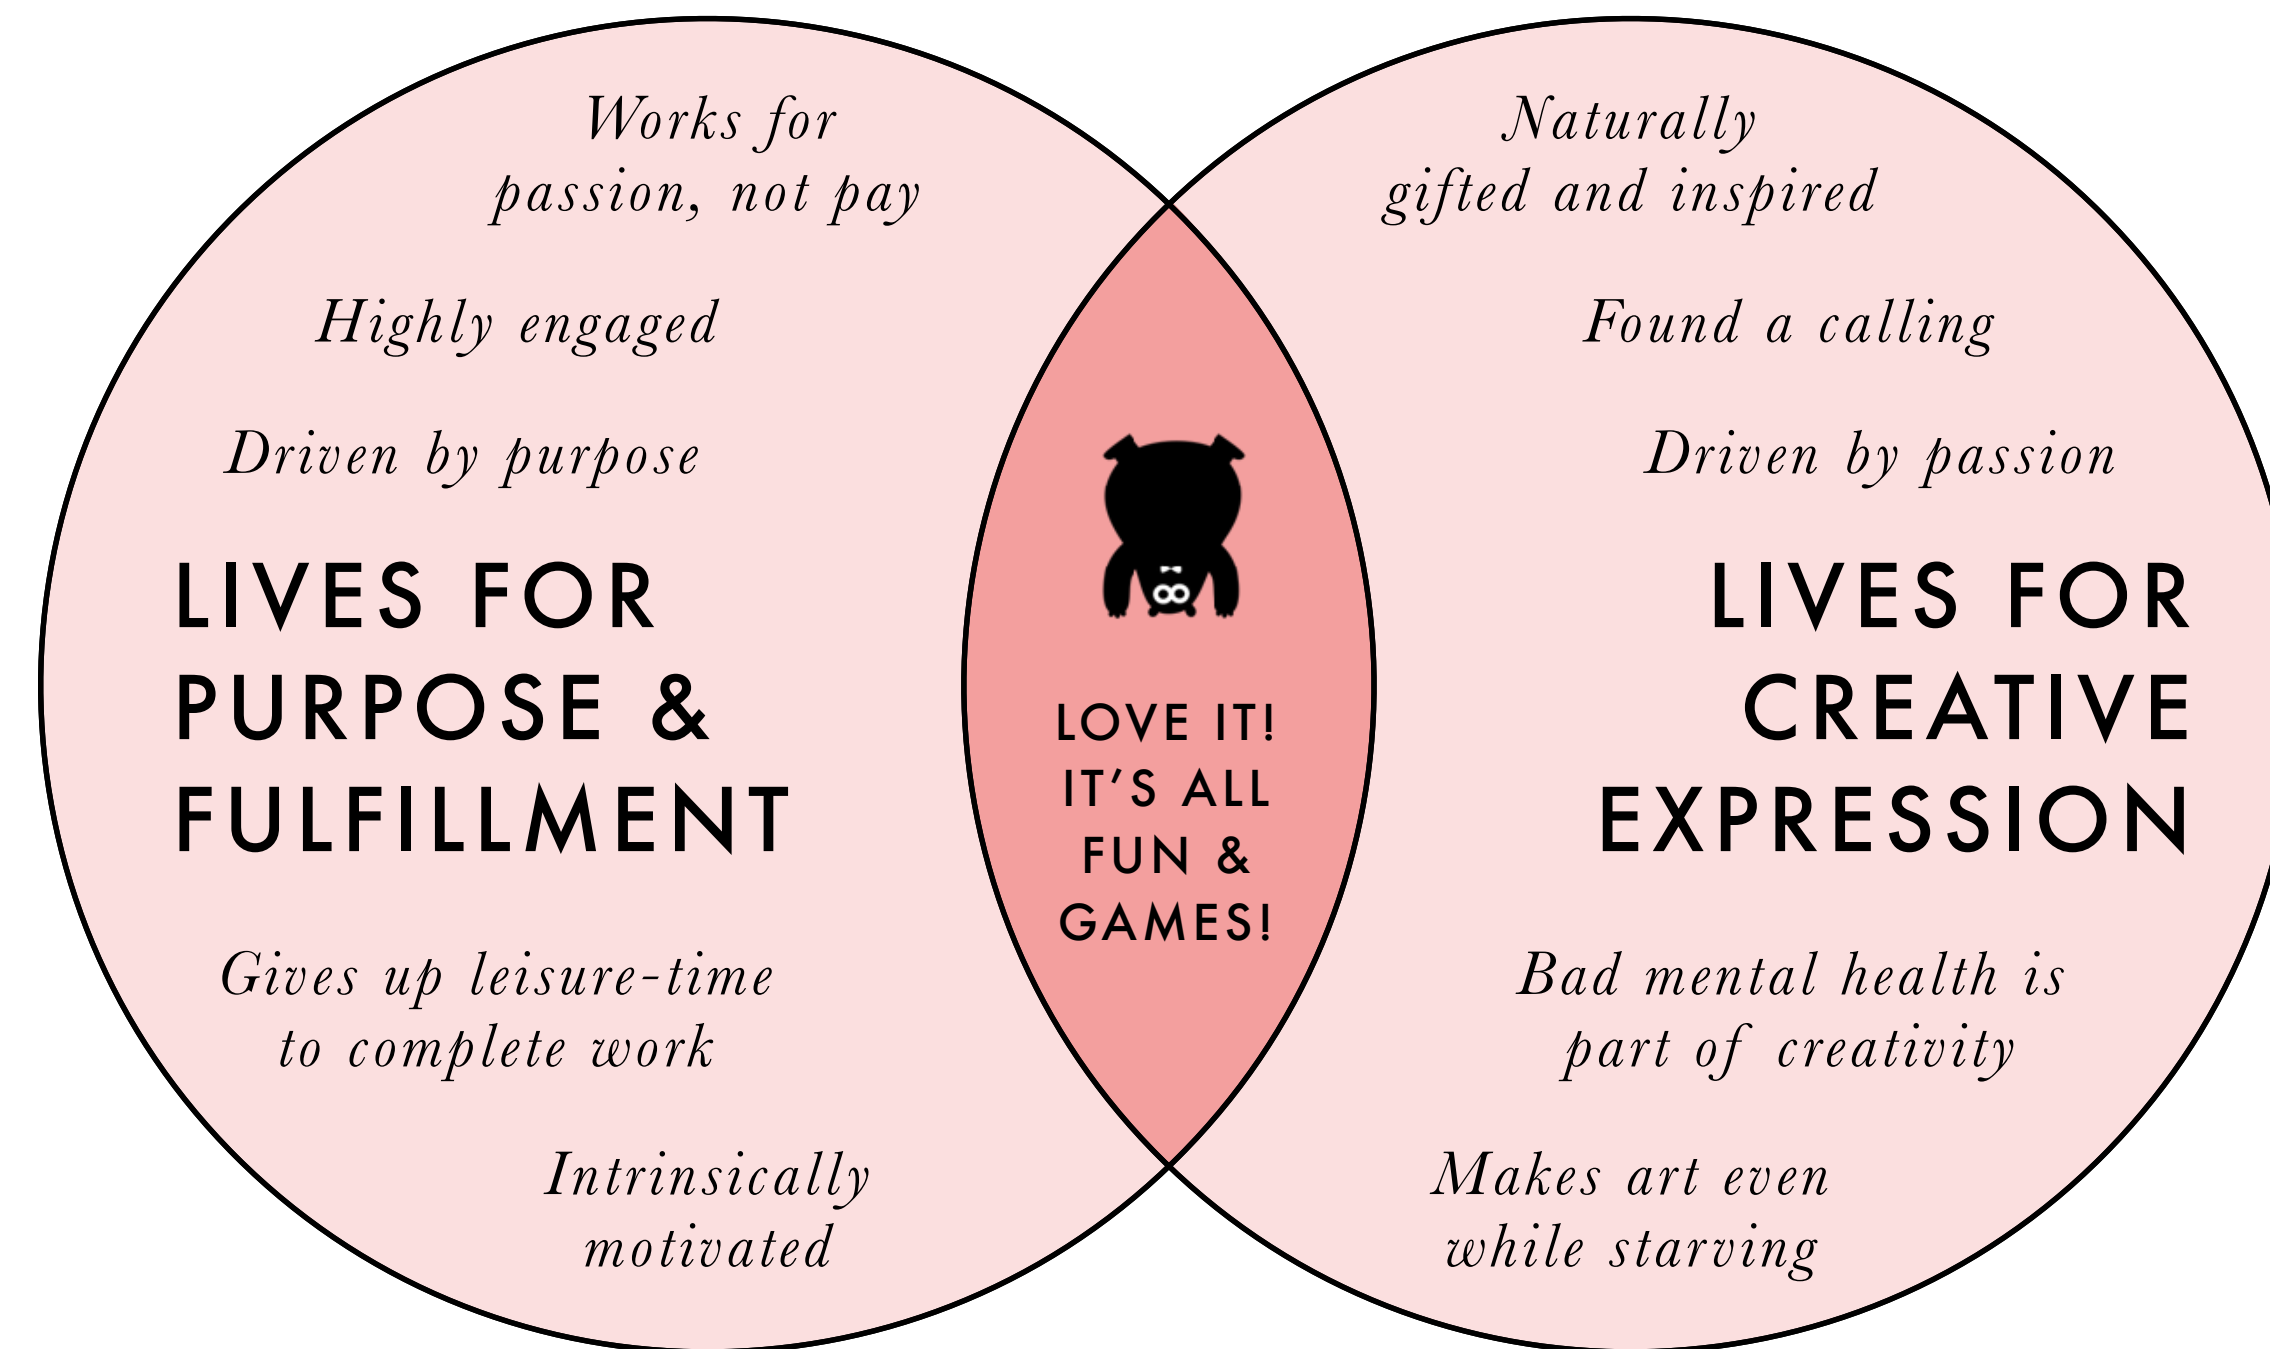 Works for
passion, not pay
Highly engaged
Driven by purpose
LIVES FOR
PURPOSE &
FULFILLMENT
Gives up leisure-time
to complete work
Intrinsically
motivated
LOVE IT!
IT’S ALL
FUN &
GAMES!
Naturally
gifted and inspired
Found a calling
Driven by passion
LIVES FOR
CREATIVE
EXPRESSION
Bad mental health is
part of creativity
Makes art even
while starving